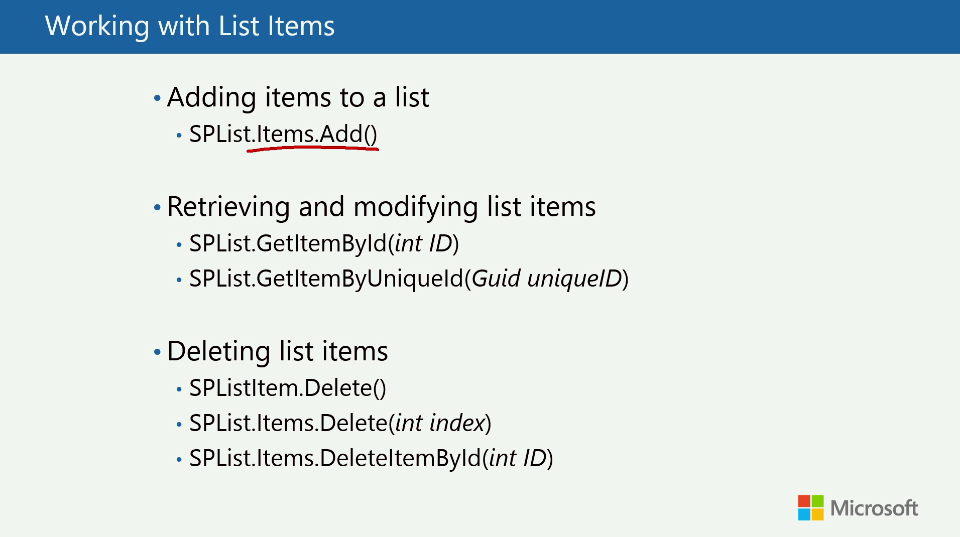 Working with List Items
• Adding items to a list
• SPList.Items.Add()
• Retrieving and modifying list items
• SPList.GetItemById(int ID)
• SPList.GetItemByUniqueId(Guid uniqueID)
• Deleting list items
• SPListItem.Delete()
• SPList.Items.Delete(int index)
• SPList.Items.DeleteItemById(int ID)
Microsoft